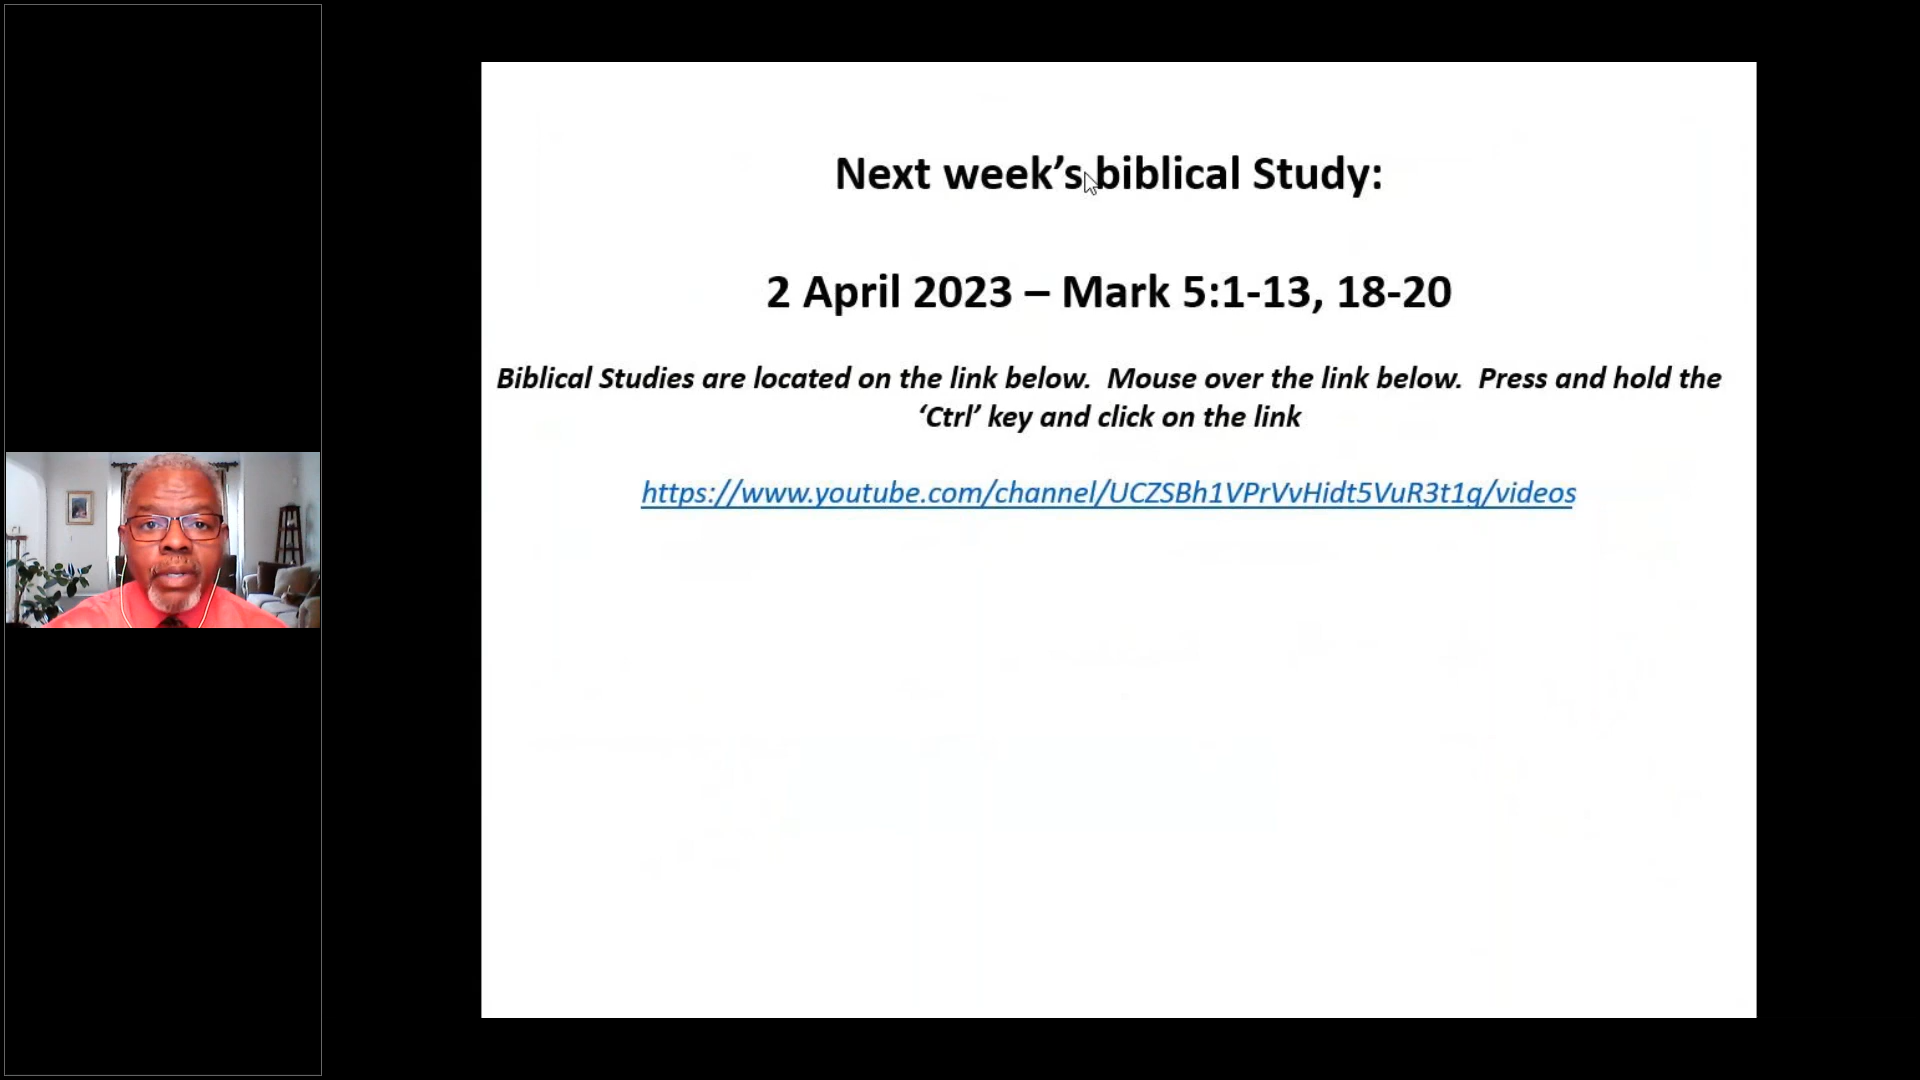 Next week’s biblical Study:
2 April 2023 – Mark 5:1-13, 18-20
Biblical Studies are located on the link below.  Mouse over the link below.  Press and hold the
‘Ctrl’ key and click on the link
https://www.youtube.com/channel/UCZSBh1VPrVvHidt5VuR3t1g/videos